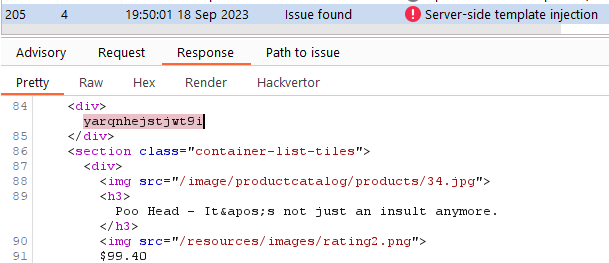 205 4 19:50:01 18 Sep 2023 Issue found Server-side template injection
Advisory Request Response Path to issue
Pretty Raw Hex Render Hackvertor
84 <div>
yarqnhejstjwt9i
85 </div>
86 <section class="container-list-tiles">
87 <div>
88 <img src="/image/productcatalog/products/34.jpg">
89 <h3>
Poo Head - It&apos;s not just an insult anymore.
</h3>
90 <img src="/resources/images/rating2.png">
91 $99.40